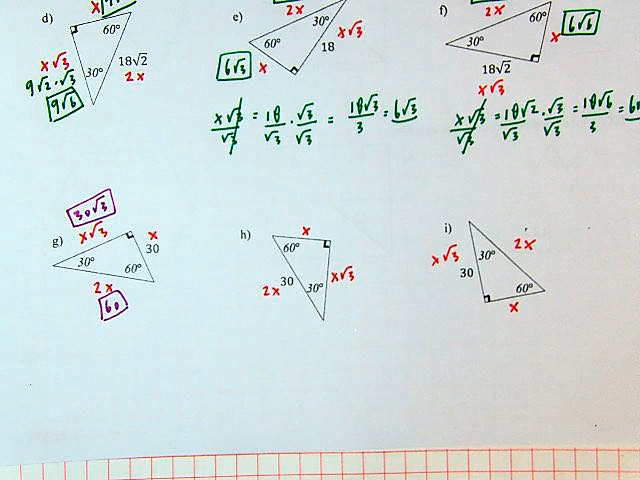 d) e) 2x f) 2x
60° 30° x√3 60° x 6√6
x√3 18√2 6√3 60° 18 30°
9√2·√3 30° 2x x 18√2
9√6 x√3
x√3/√3 = 18/√3 · √3/√3 = 18√3/3 = 6√3
x√3/√3 = 18√2/√3 · √3/√3 = 18√6/3 =
30√3
g) x√3 x h) x i)
30 60° x√3 30° 2x
30° 60° 2x 30 30° x√3 30
2x 60°
60 x